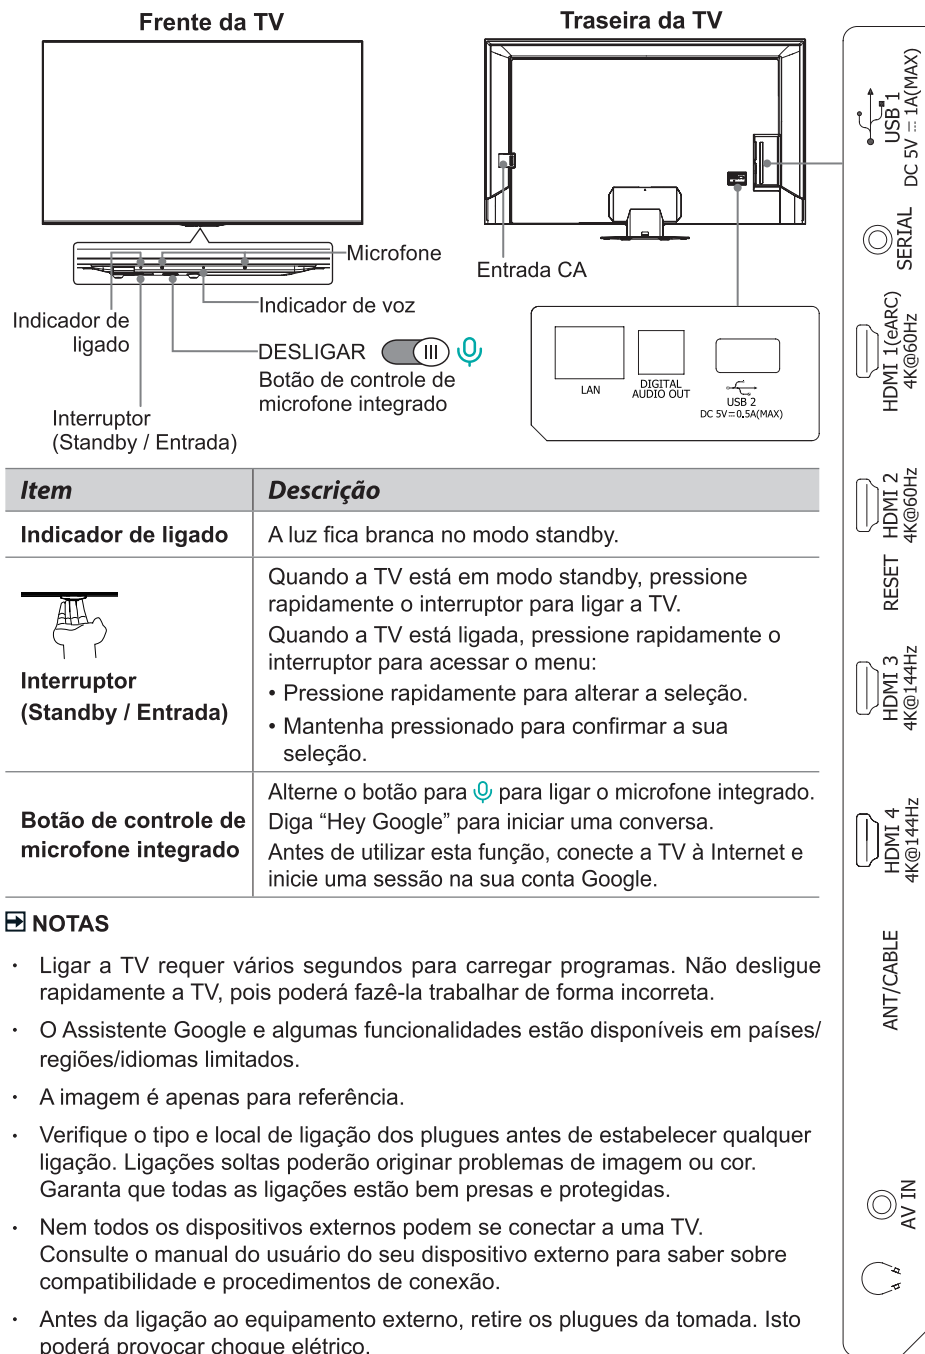 Frente da TV
Traseira da TV
Microfone
Indicador de voz
Indicador de
ligado
DESLIGAR
Botão de controle de
microfone integrado
Interruptor
(Standby / Entrada)
Entrada CA
LAN
DIGITAL
AUDIO OUT
USB 2
DC 5V⎓0.5A(MAX)
USB 1
DC 5V ⎓ 1A(MAX)
SERIAL
HDMI 1(eARC)
4K@60Hz
HDMI 2
4K@60Hz
RESET
HDMI 3
4K@144Hz
HDMI 4
4K@144Hz
ANT/CABLE
AV IN
Item Descrição
Indicador de ligado A luz fica branca no modo standby.
Interruptor
(Standby / Entrada)
Quando a TV está em modo standby, pressione
rapidamente o interruptor para ligar a TV.
Quando a TV está ligada, pressione rapidamente o
interruptor para acessar o menu:
• Pressione rapidamente para alterar a seleção.
• Mantenha pressionado para confirmar a sua
seleção.
Botão de controle de
microfone integrado
Alterne o botão para para ligar o microfone integrado.
Diga “Hey Google” para iniciar uma conversa.
Antes de utilizar esta função, conecte a TV à Internet e
inicie uma sessão na sua conta Google.
NOTAS
· Ligar a TV requer vários segundos para carregar programas. Não desligue
rapidamente a TV, pois poderá fazê-la trabalhar de forma incorreta.
· O Assistente Google e algumas funcionalidades estão disponíveis em países/
regiões/idiomas limitados.
· A imagem é apenas para referência.
· Verifique o tipo e local de ligação dos plugues antes de estabelecer qualquer
ligação. Ligações soltas poderão originar problemas de imagem ou cor.
Garanta que todas as ligações estão bem presas e protegidas.
· Nem todos os dispositivos externos podem se conectar a uma TV.
Consulte o manual do usuário do seu dispositivo externo para saber sobre
compatibilidade e procedimentos de conexão.
· Antes da ligação ao equipamento externo, retire os plugues da tomada. Isto
poderá provocar choque elétrico.